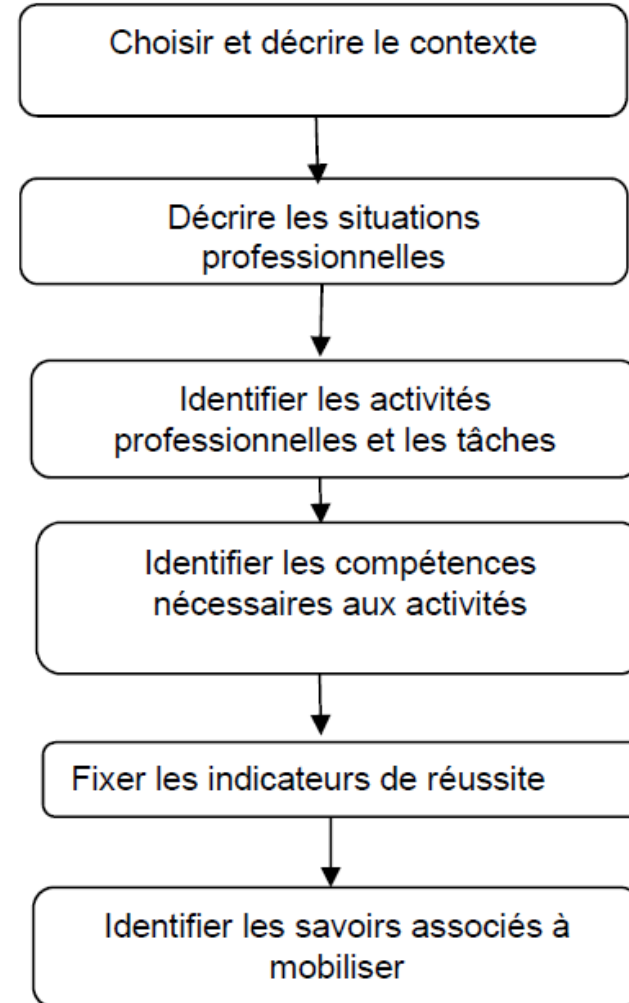 Choisir et décrire le contexte
Décrire les situations
professionnelles
Identifier les activités
professionnelles et les tâches
Identifier les compétences
nécessaires aux activités
Fixer les indicateurs de réussite
Identifier les savoirs associés à
mobiliser